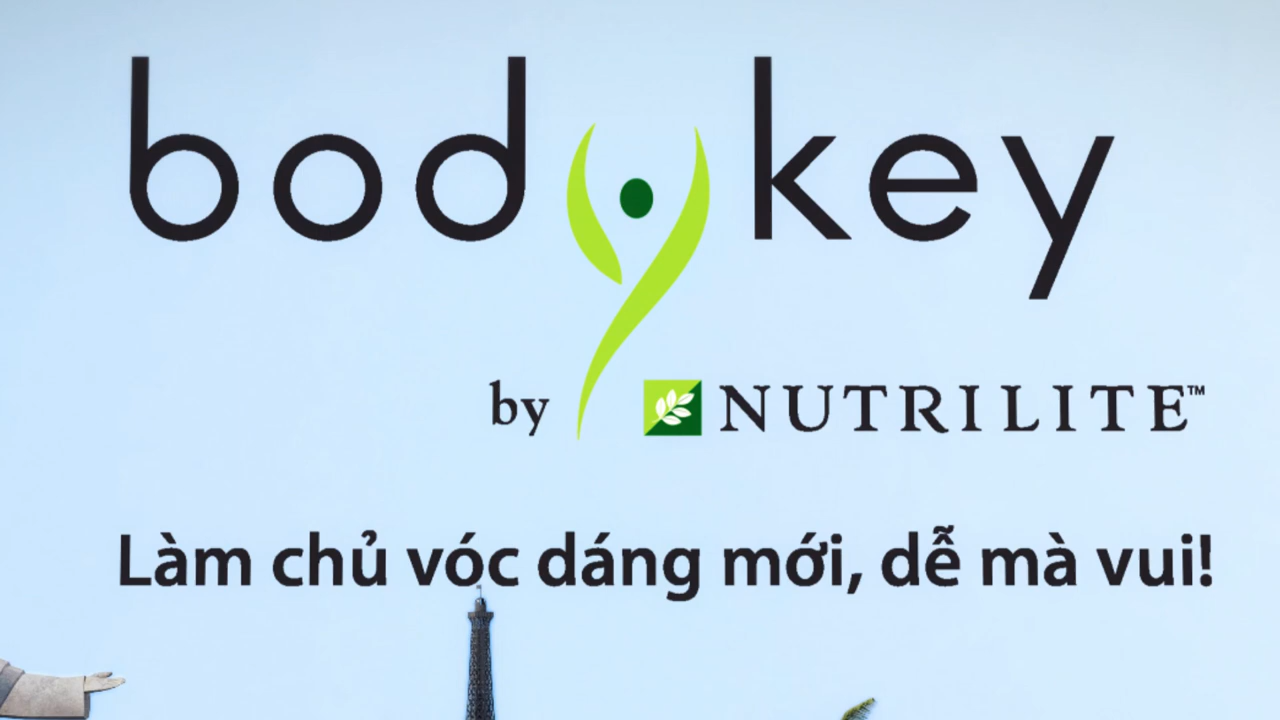 bodykey
by NUTRILITE™
Làm chủ vóc dáng mới, dễ mà vui!